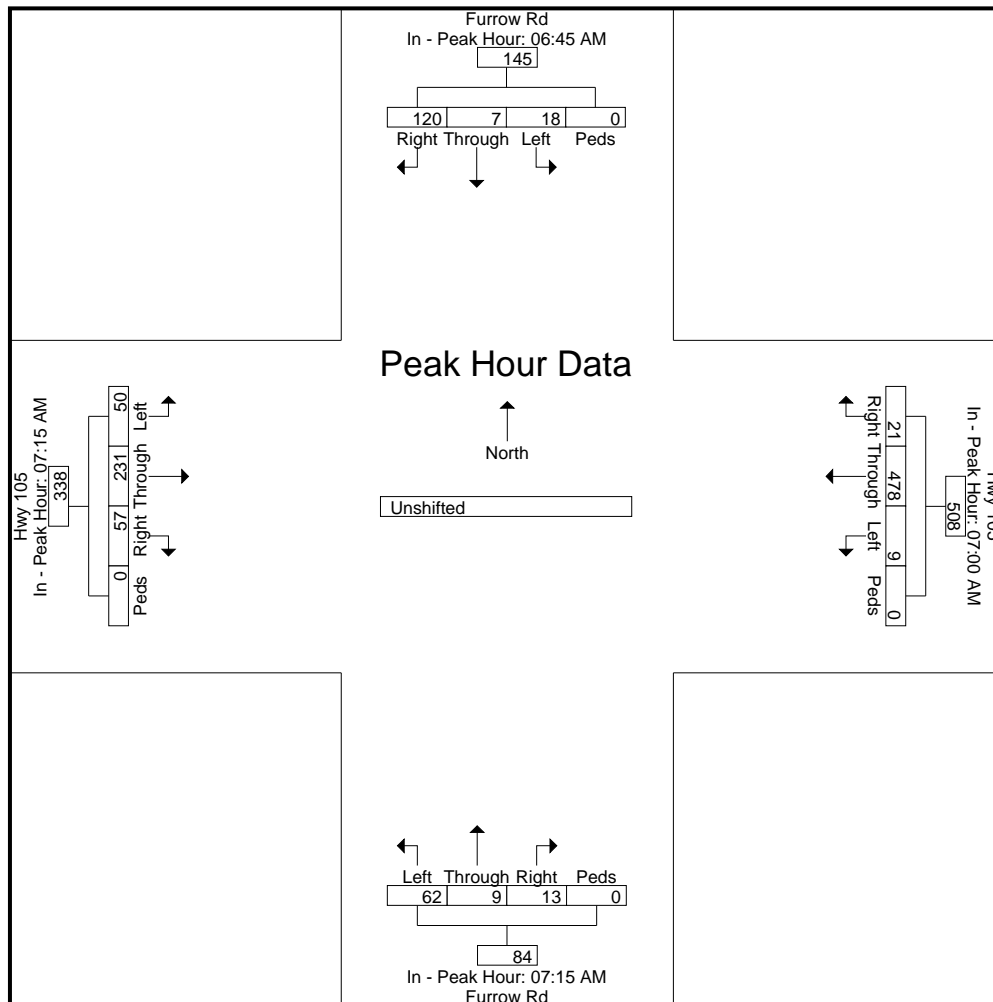 Furrow Rd
In - Peak Hour: 06:45 AM
145
120 7 18 0
Right Through Left Peds
Peak Hour Data
North
Unshifted
Hwy 105
In - Peak Hour: 07:15 AM
338
50 231 57 0
Left Through Right Peds
Right Through Left Peds
21 478 9 0
508
In - Peak Hour: 07:00 AM
Left Through Right Peds
62 9 13 0
84
In - Peak Hour: 07:15 AM
Furrow Rd